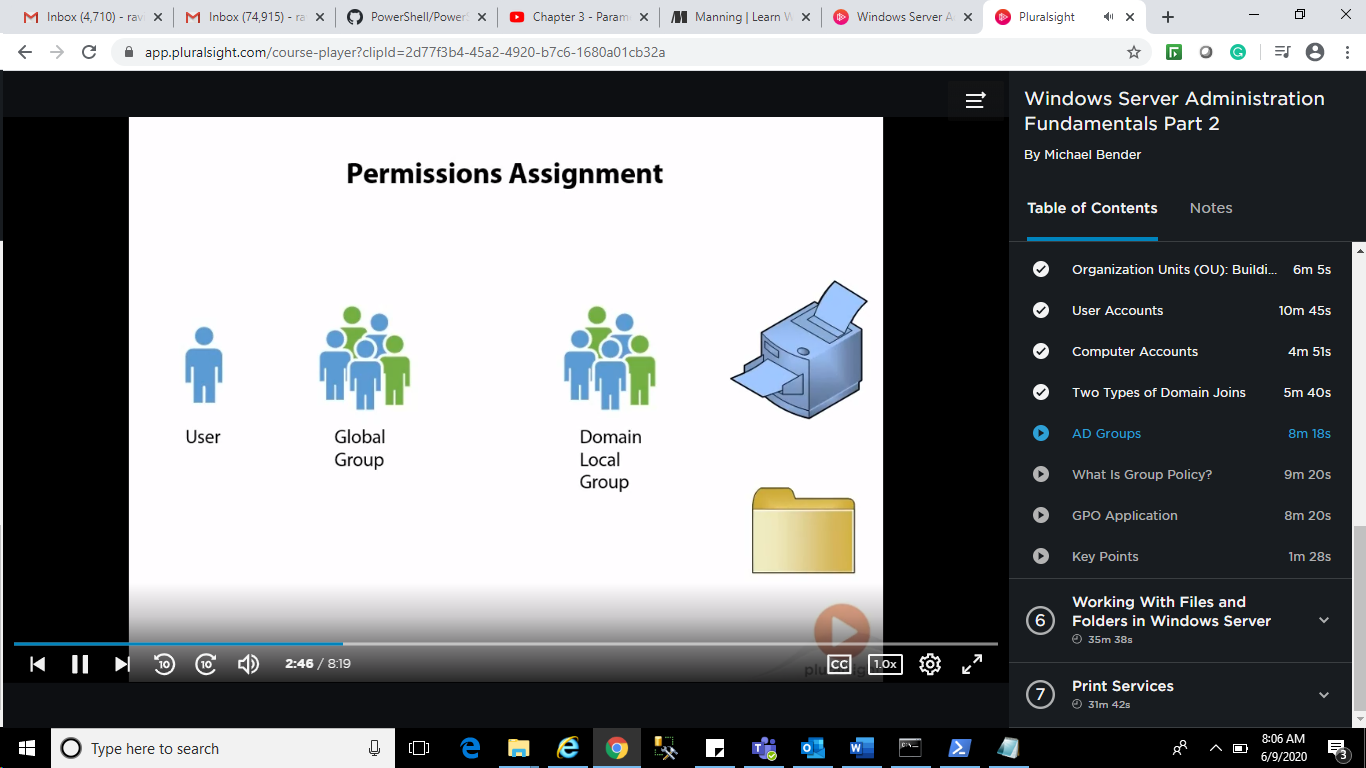 Inbox (4,710) - rav
Inbox (74,915) - ra
PowerShell/Power
Chapter 3 - Param
Manning | Learn W
Windows Server A
Pluralsight
app.pluralsight.com/course-player?clipId=2d77f3b4-45a2-4920-b7c6-1680a01cb32a
Permissions Assignment
User
Global
Group
Domain
Local
Group
10
10
2:46 / 8:19
CC
1.0x
Windows Server Administration
Fundamentals Part 2
By Michael Bender
Table of Contents
Notes
Organization Units (OU): Buildi... 6m 5s
User Accounts 10m 45s
Computer Accounts 4m 51s
Two Types of Domain Joins 5m 40s
AD Groups 8m 18s
What Is Group Policy? 9m 20s
GPO Application 8m 20s
Key Points 1m 28s
6
Working With Files and
Folders in Windows Server
35m 38s
7
Print Services
31m 42s
Type here to search
8:06 AM
6/9/2020
3